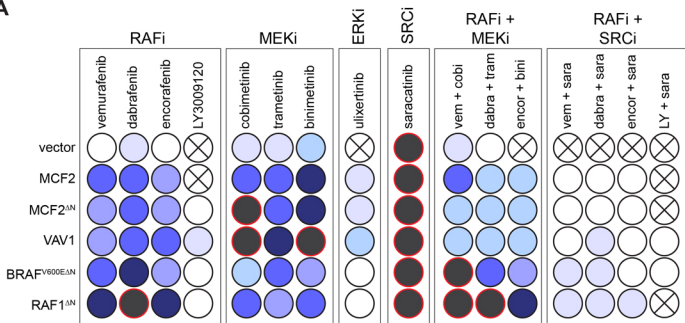 A
RAFi
MEKi
ERKi
SRCi
RAFi +
MEKi
RAFi +
SRCi
vemurafenib
dabrafenib
encorafenib
LY3009120
cobimetinib
trametinib
binimetinib
ulixertinib
saracatinib
vem + cobi
dabra + tram
encor + bini
vem + sara
dabra + sara
encor + sara
LY + sara
vector
MCF2
MCF2ΔN
VAV1
BRAFV600EΔN
RAF1ΔN